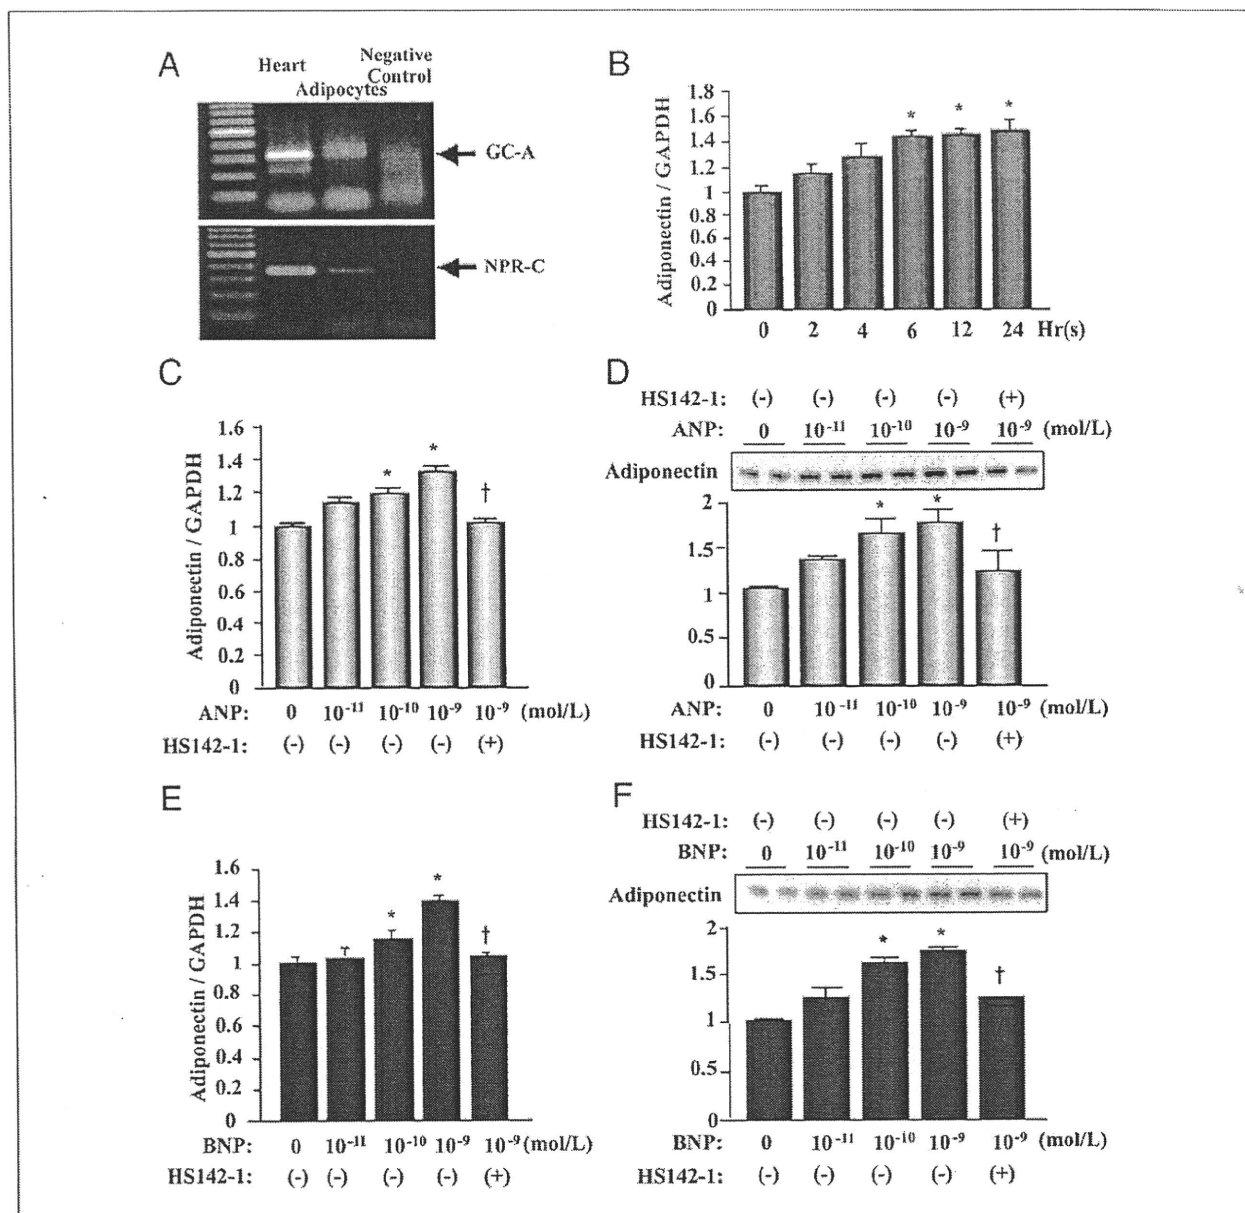 A
Heart
Adipocytes
Negative
Control
GC-A
NPR-C
B
Adiponectin / GAPDH
1.8
1.6
1.4
1.2
1
0.8
0.6
0.4
0.2
0
* * *
0 2 4 6 12 24 Hr(s)
C
Adiponectin / GAPDH
1.6
1.4
1.2
1
0.8
0.6
0.4
0.2
0
* * †
ANP: 0 10⁻¹¹ 10⁻¹⁰ 10⁻⁹ 10⁻⁹ (mol/L)
HS142-1: (-) (-) (-) (-) (+)
D
HS142-1: (-) (-) (-) (-) (+)
ANP: 0 10⁻¹¹ 10⁻¹⁰ 10⁻⁹ 10⁻⁹ (mol/L)
Adiponectin
2
1.5
1
0.5
0
* * †
ANP: 0 10⁻¹¹ 10⁻¹⁰ 10⁻⁹ 10⁻⁹ (mol/L)
HS142-1: (-) (-) (-) (-) (+)
E
Adiponectin / GAPDH
1.6
1.4
1.2
1
0.8
0.6
0.4
0.2
0
* * †
BNP: 0 10⁻¹¹ 10⁻¹⁰ 10⁻⁹ 10⁻⁹ (mol/L)
HS142-1: (-) (-) (-) (-) (+)
F
HS142-1: (-) (-) (-) (-) (+)
BNP: 0 10⁻¹¹ 10⁻¹⁰ 10⁻⁹ 10⁻⁹ (mol/L)
Adiponectin
2
1.5
1
0.5
0
* * †
BNP: 0 10⁻¹¹ 10⁻¹⁰ 10⁻⁹ 10⁻⁹ (mol/L)
HS142-1: (-) (-) (-) (-) (+)